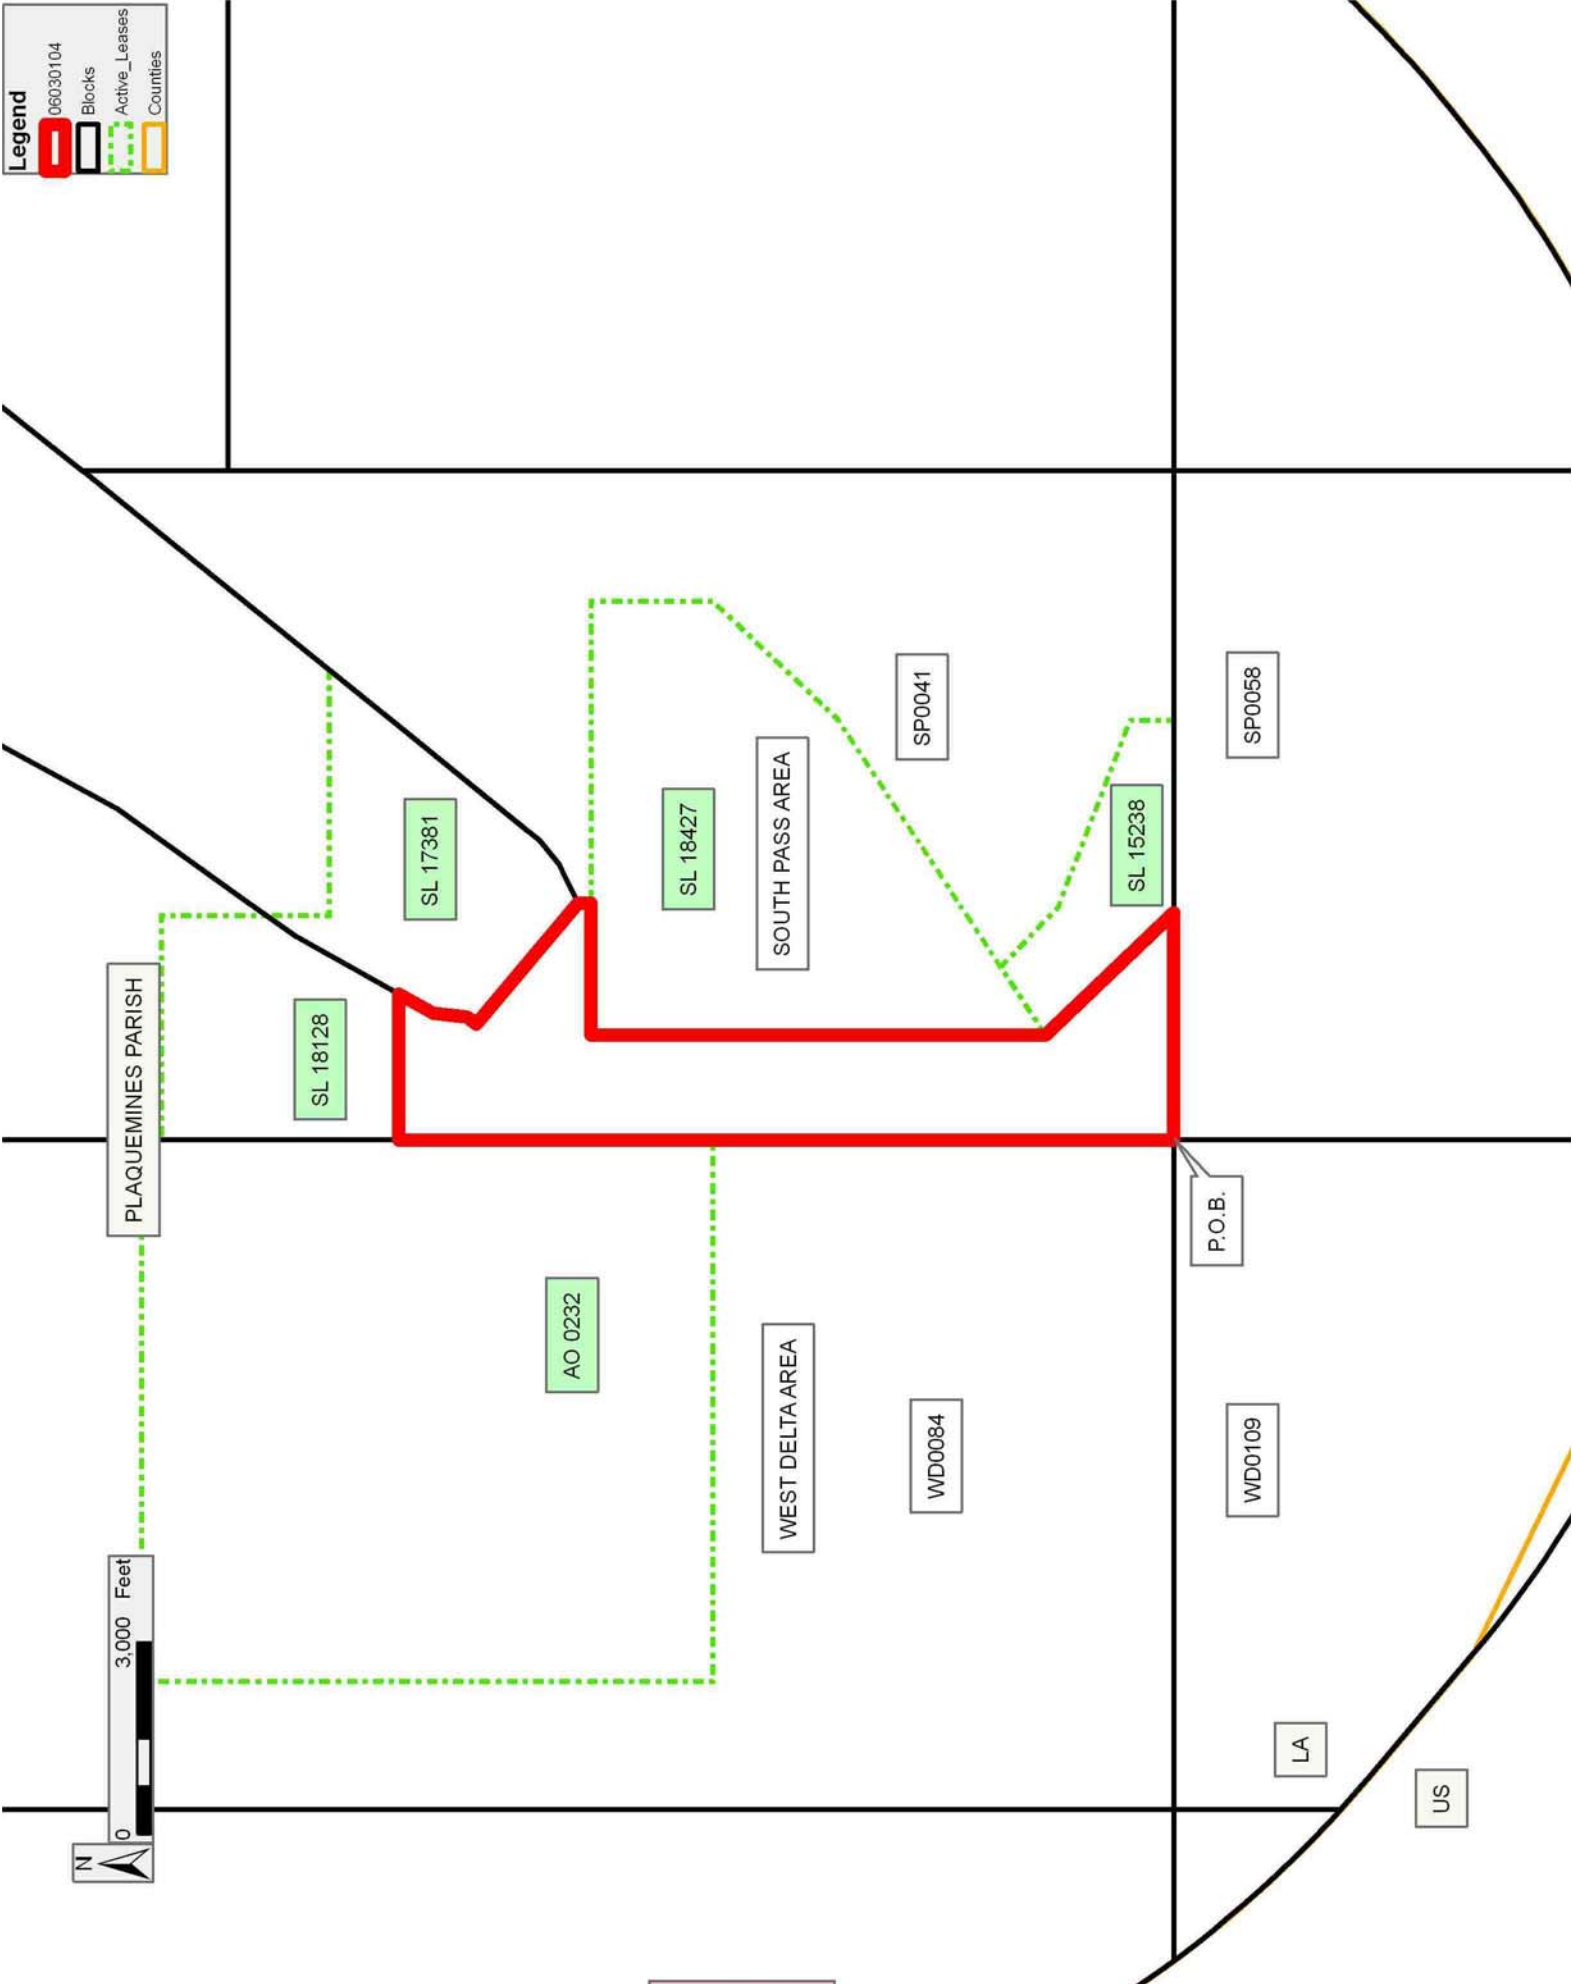 Legend
06030104
Blocks
Active_Leases
Counties
N
0
3,000 Feet
PLAQUEMINES PARISH
SL 18128
SL 17381
AO 0232
SL 18427
WEST DELTA AREA
SOUTH PASS AREA
WD0084
SP0041
SL 15238
P.O.B.
WD0109
SP0058
LA
US